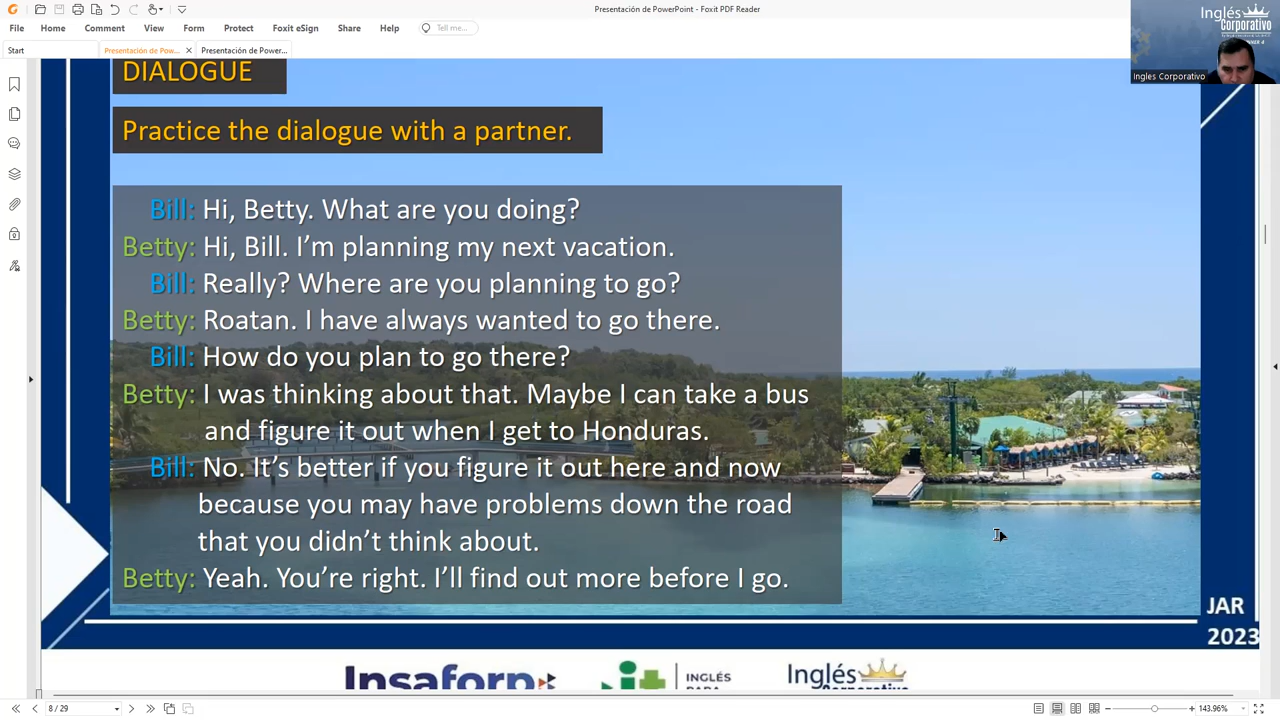 Presentación de PowerPoint - Foxit PDF Reader
File Home Comment View Form Protect Foxit eSign Share Help Tell me...
Start Presentación de Pow... Presentación de Power...
Inglés
Corporativo
Ingles Corporativo
DIALOGUE
Practice the dialogue with a partner.
Bill: Hi, Betty. What are you doing?
Betty: Hi, Bill. I'm planning my next vacation.
Bill: Really? Where are you planning to go?
Betty: Roatan. I have always wanted to go there.
Bill: How do you plan to go there?
Betty: I was thinking about that. Maybe I can take a bus
and figure it out when I get to Honduras.
Bill: No. It's better if you figure it out here and now
because you may have problems down the road
that you didn't think about.
Betty: Yeah. You're right. I'll find out more before I go.
JAR
2023
Insaforp
INGLÉS
PARA
Inglés
Corporativo
8 / 29
143.96%